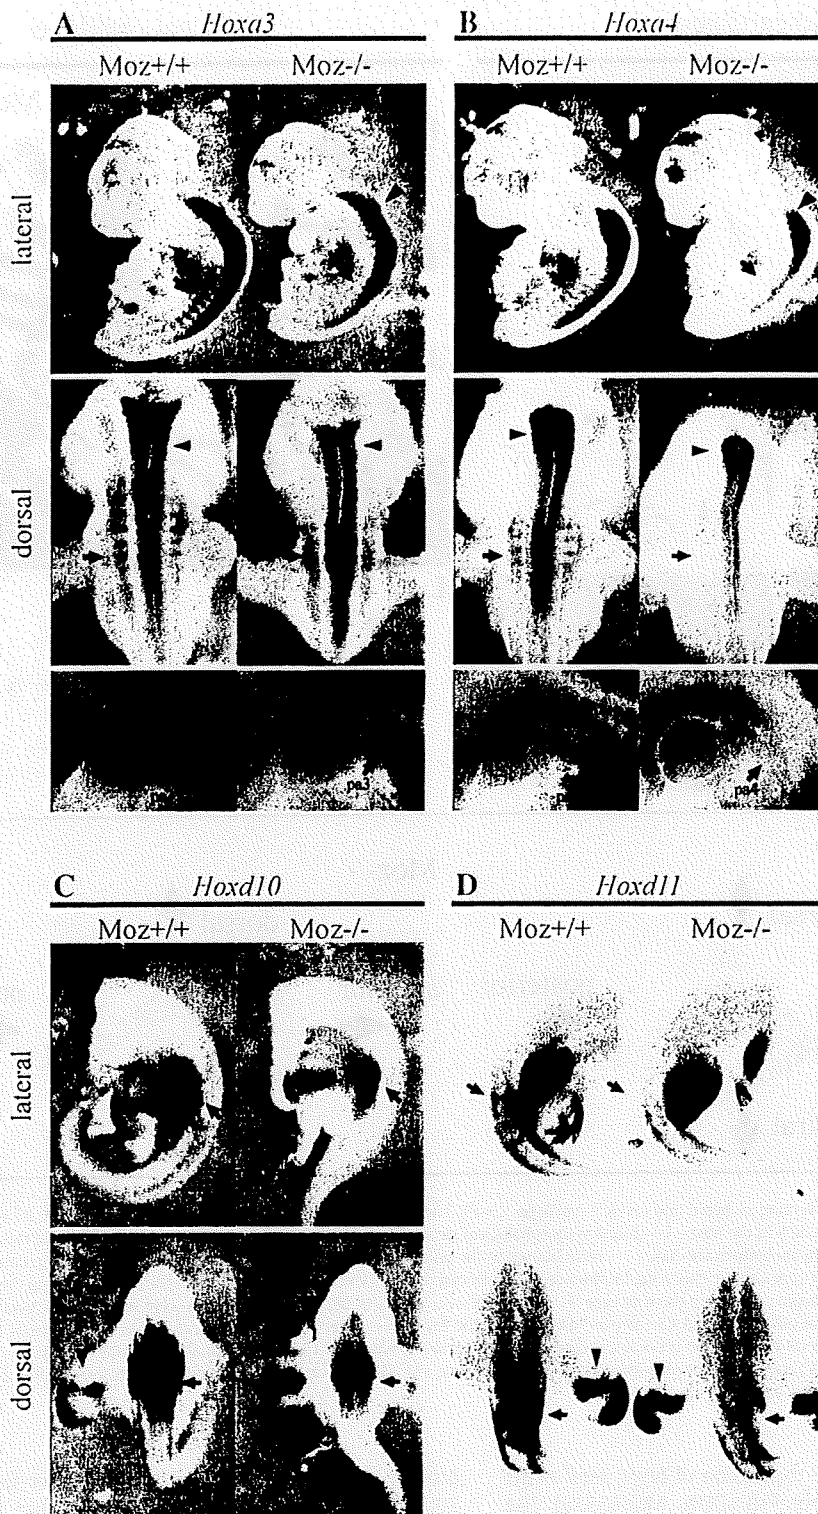 A Hoxa3
Moz+/+ Moz-/-
B Hoxa4
Moz+/+ Moz-/-
lateral
dorsal
pa3
pa4
C Hoxd10
Moz+/+ Moz-/-
D Hoxd11
Moz+/+ Moz-/-
lateral
dorsal